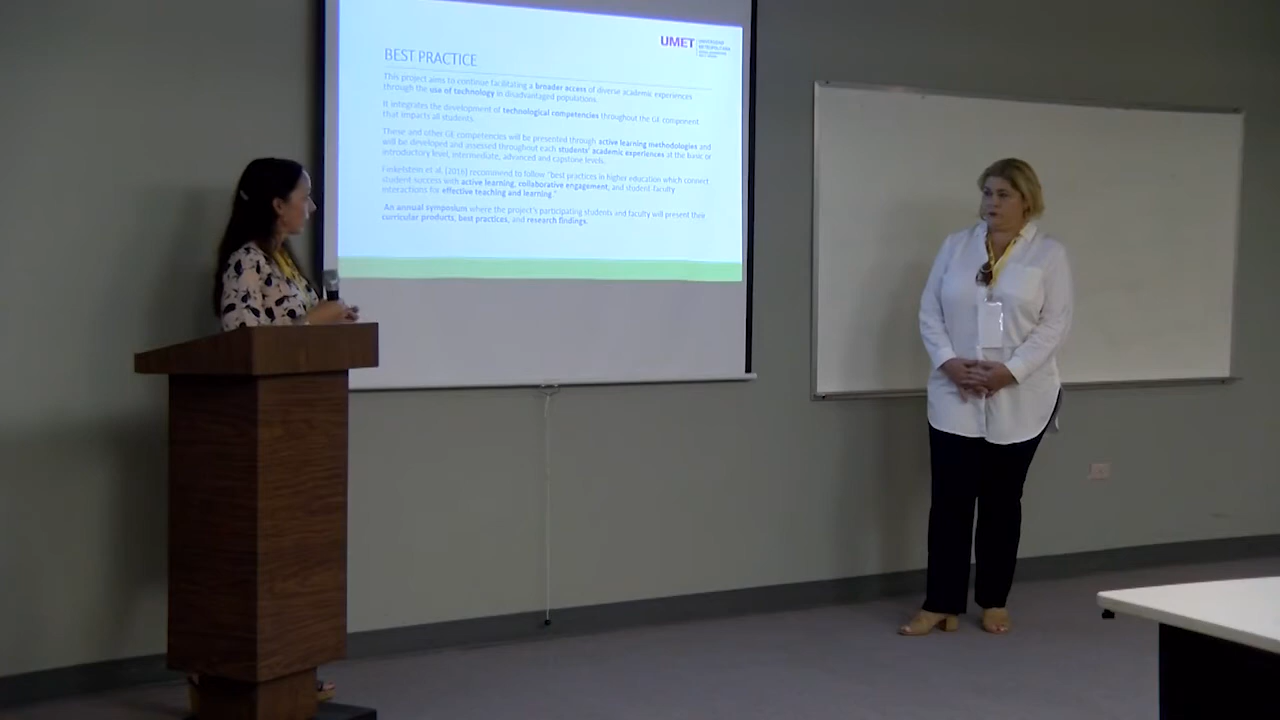 UMET
UNIVERSIDAD
METROPOLITANA
BEST PRACTICE
This project aims to continue facilitating a broader access of diverse academic experiences
through the use of technology in disadvantaged populations.
It integrates the development of technological competencies throughout the GE component
that impacts all students.
These and other GE competencies will be presented through active learning methodologies and
will be developed and assessed throughout each students' academic experiences at the basic or
introductory level, intermediate, advanced and capstone levels.
Finkelstein et al. (2016) recommend to follow "best practices in higher education which connect
student success with active learning, collaborative engagement, and student-faculty
interactions for effective teaching and learning."
An annual symposium where the project's participating students and faculty will present their
curricular products, best practices, and research findings.